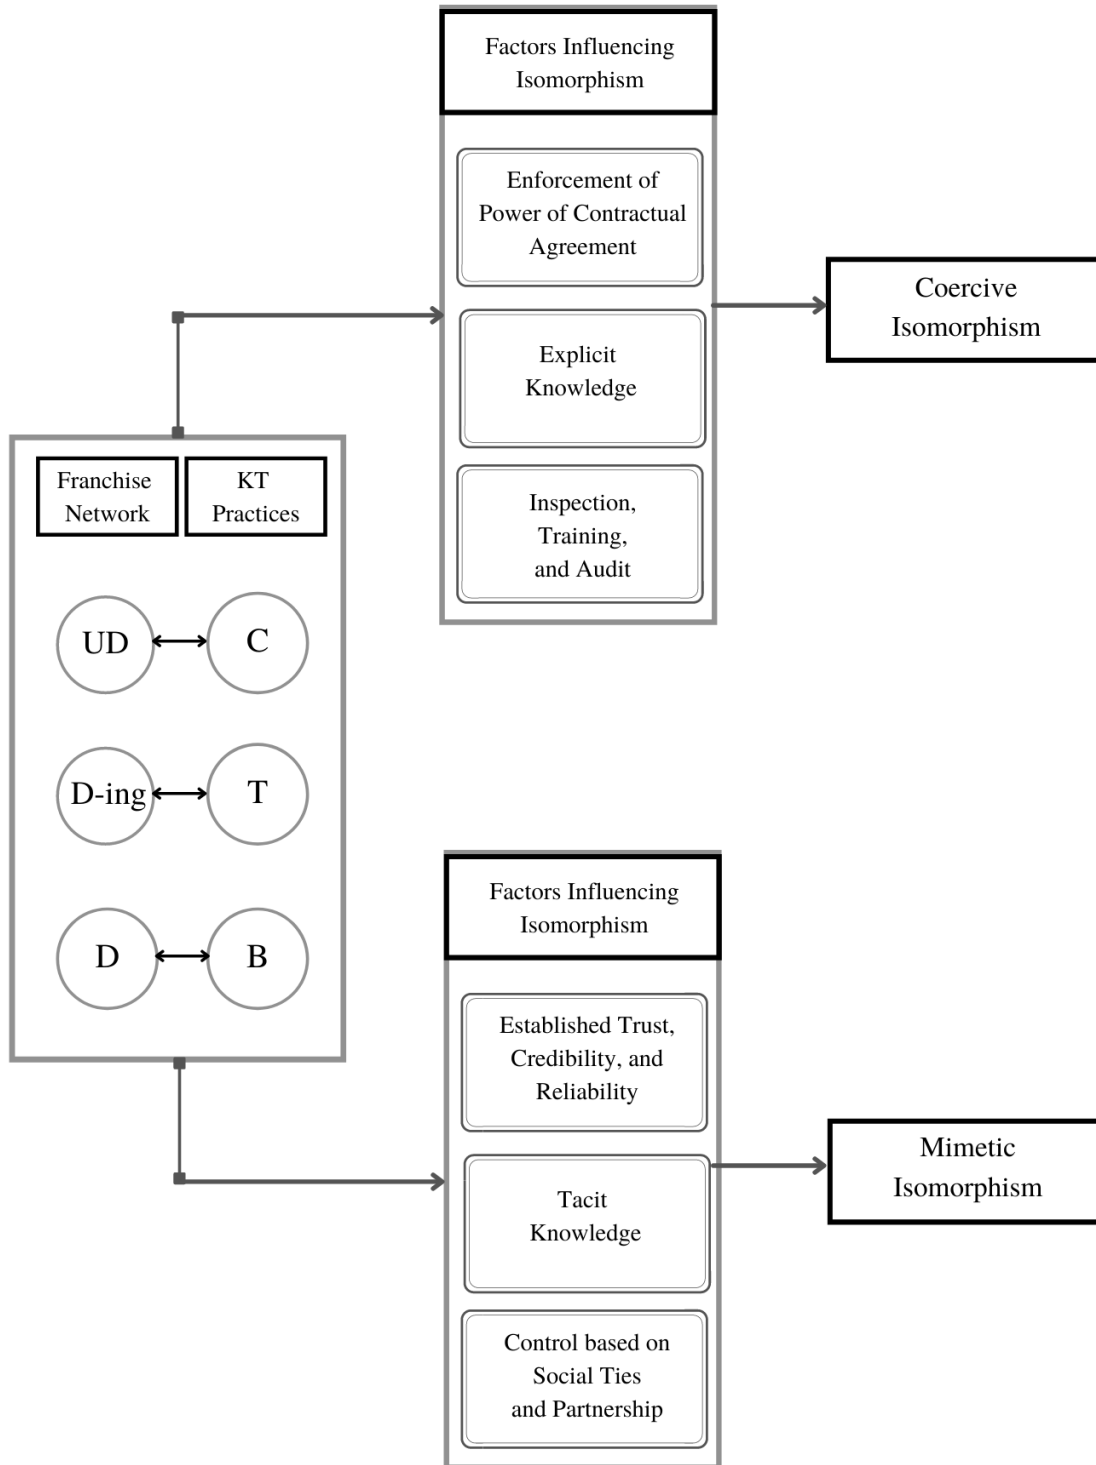 Factors Influencing
Isomorphism
Enforcement of
Power of Contractual
Agreement
Explicit
Knowledge
Inspection,
Training,
and Audit
Coercive
Isomorphism
Franchise
Network
KT
Practices
UD
C
D-ing
T
D
B
Factors Influencing
Isomorphism
Established Trust,
Credibility, and
Reliability
Tacit
Knowledge
Control based on
Social Ties
and Partnership
Mimetic
Isomorphism